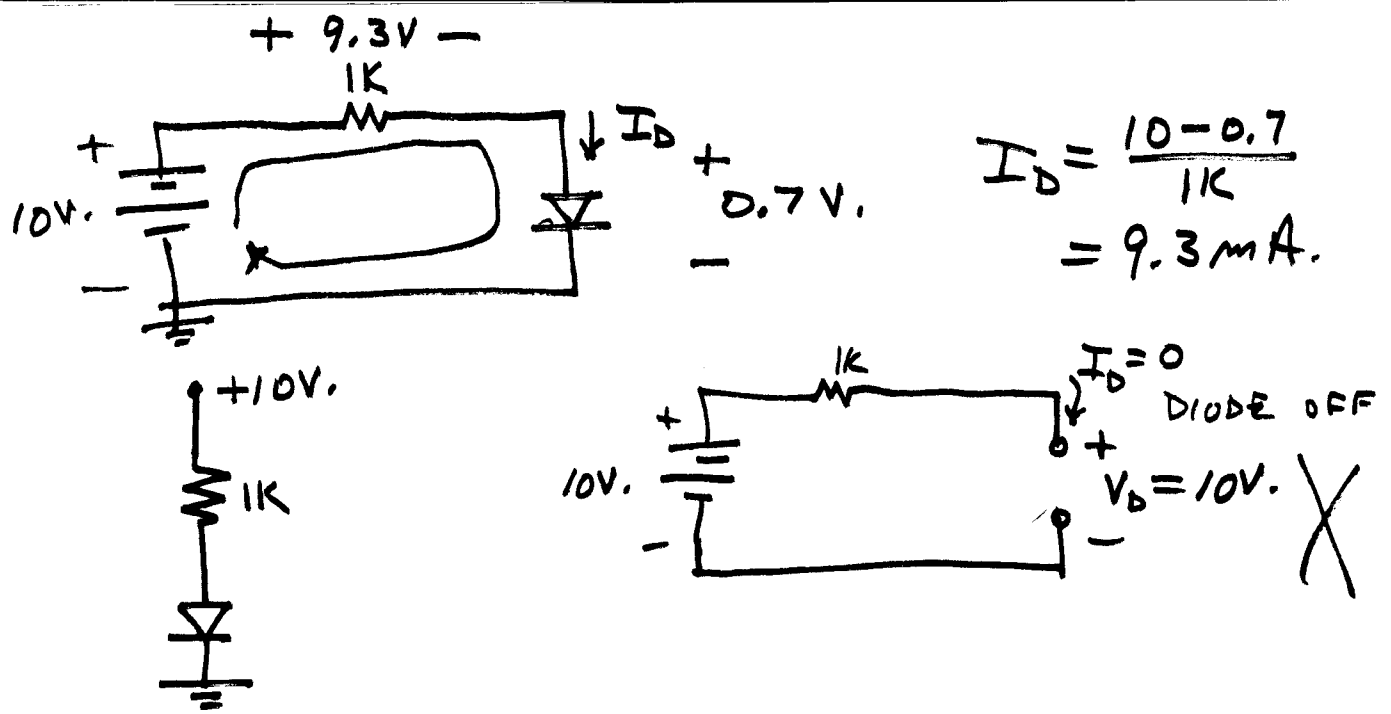 + 9.3V −
1K
+
10V.
−
↓ I_D
+
0.7 V.
−
I_D = (10 - 0.7) / 1K
= 9.3 mA.
+10V.
1K
1K
+
10V.
−
I_D = 0
DIODE OFF
+
V_D = 10V.
−